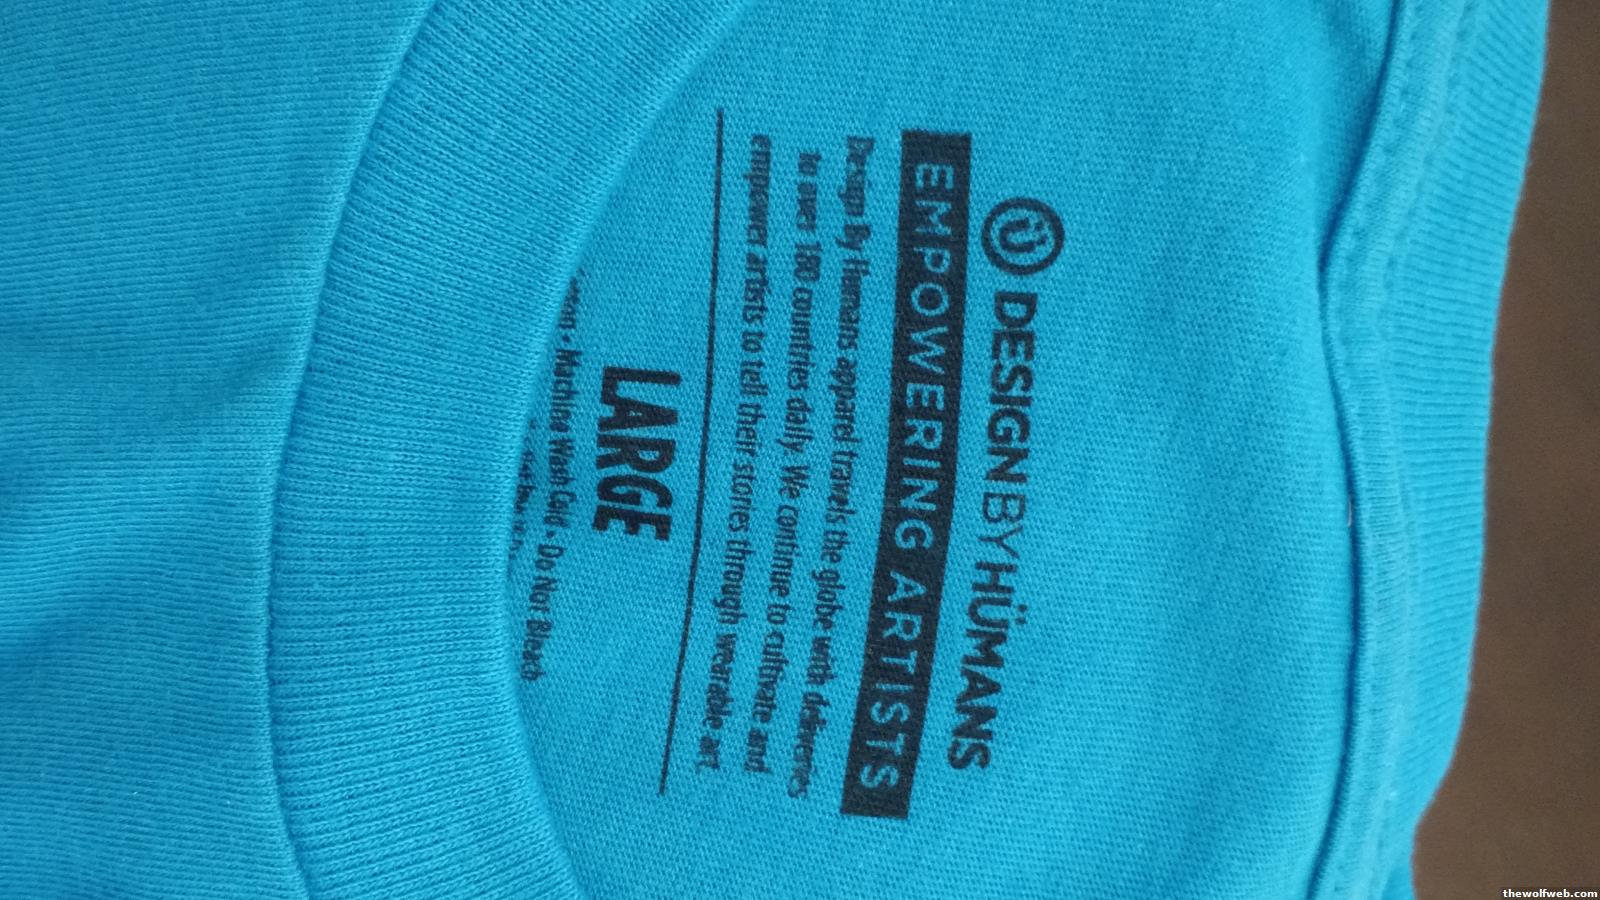 DESIGN BY HÜMANS
EMPOWERING ARTISTS
Design By Humans apparel travels the globe with deliveries
to over 180 countries daily. We continue to cultivate and
empower artists to tell their stories through wearable art.
LARGE
• Machine Wash Cold • Do Not Bleach
thewolfweb.com